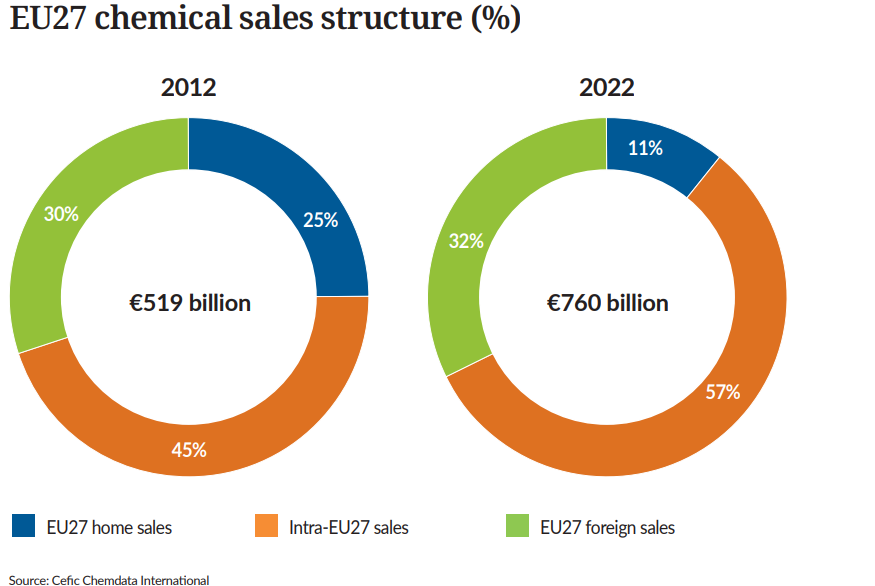 EU27 chemical sales structure (%)
2012
2022
11%
25%
30%
32%
€519 billion
€760 billion
57%
45%
EU27 home sales
Intra-EU27 sales
EU27 foreign sales
Source: Cefic Chemdata International